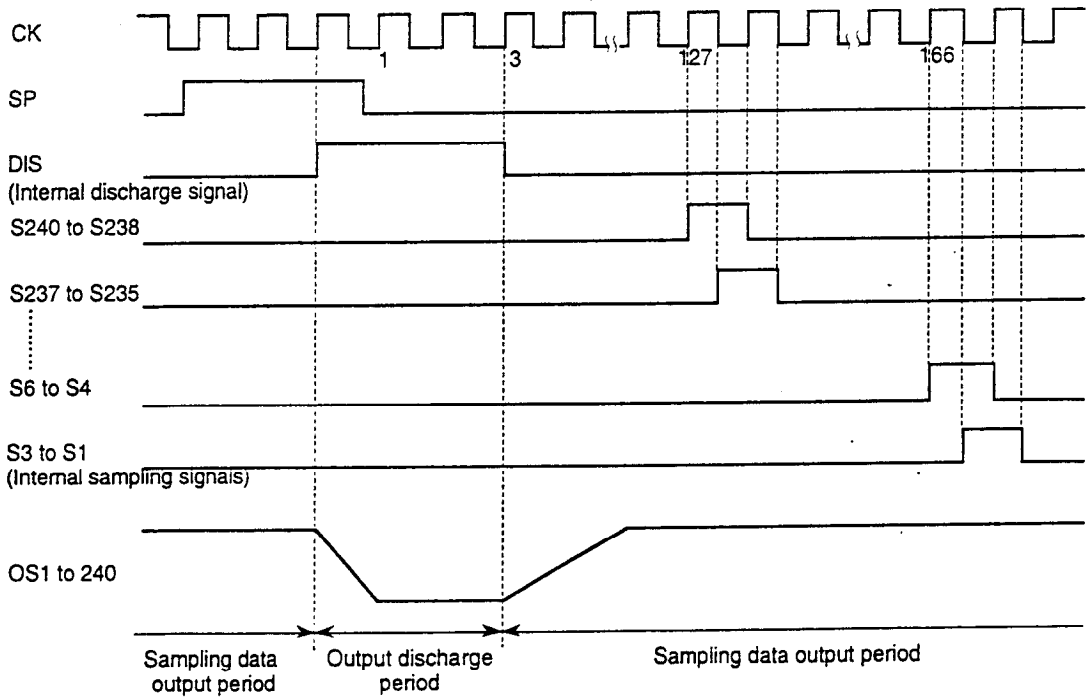 CK
1
3
127
166
SP
DIS
(Internal discharge signal)
S240 to S238
S237 to S235
S6 to S4
S3 to S1
(Internal sampling signals)
OS1 to 240
Sampling data
output period
Output discharge
period
Sampling data output period